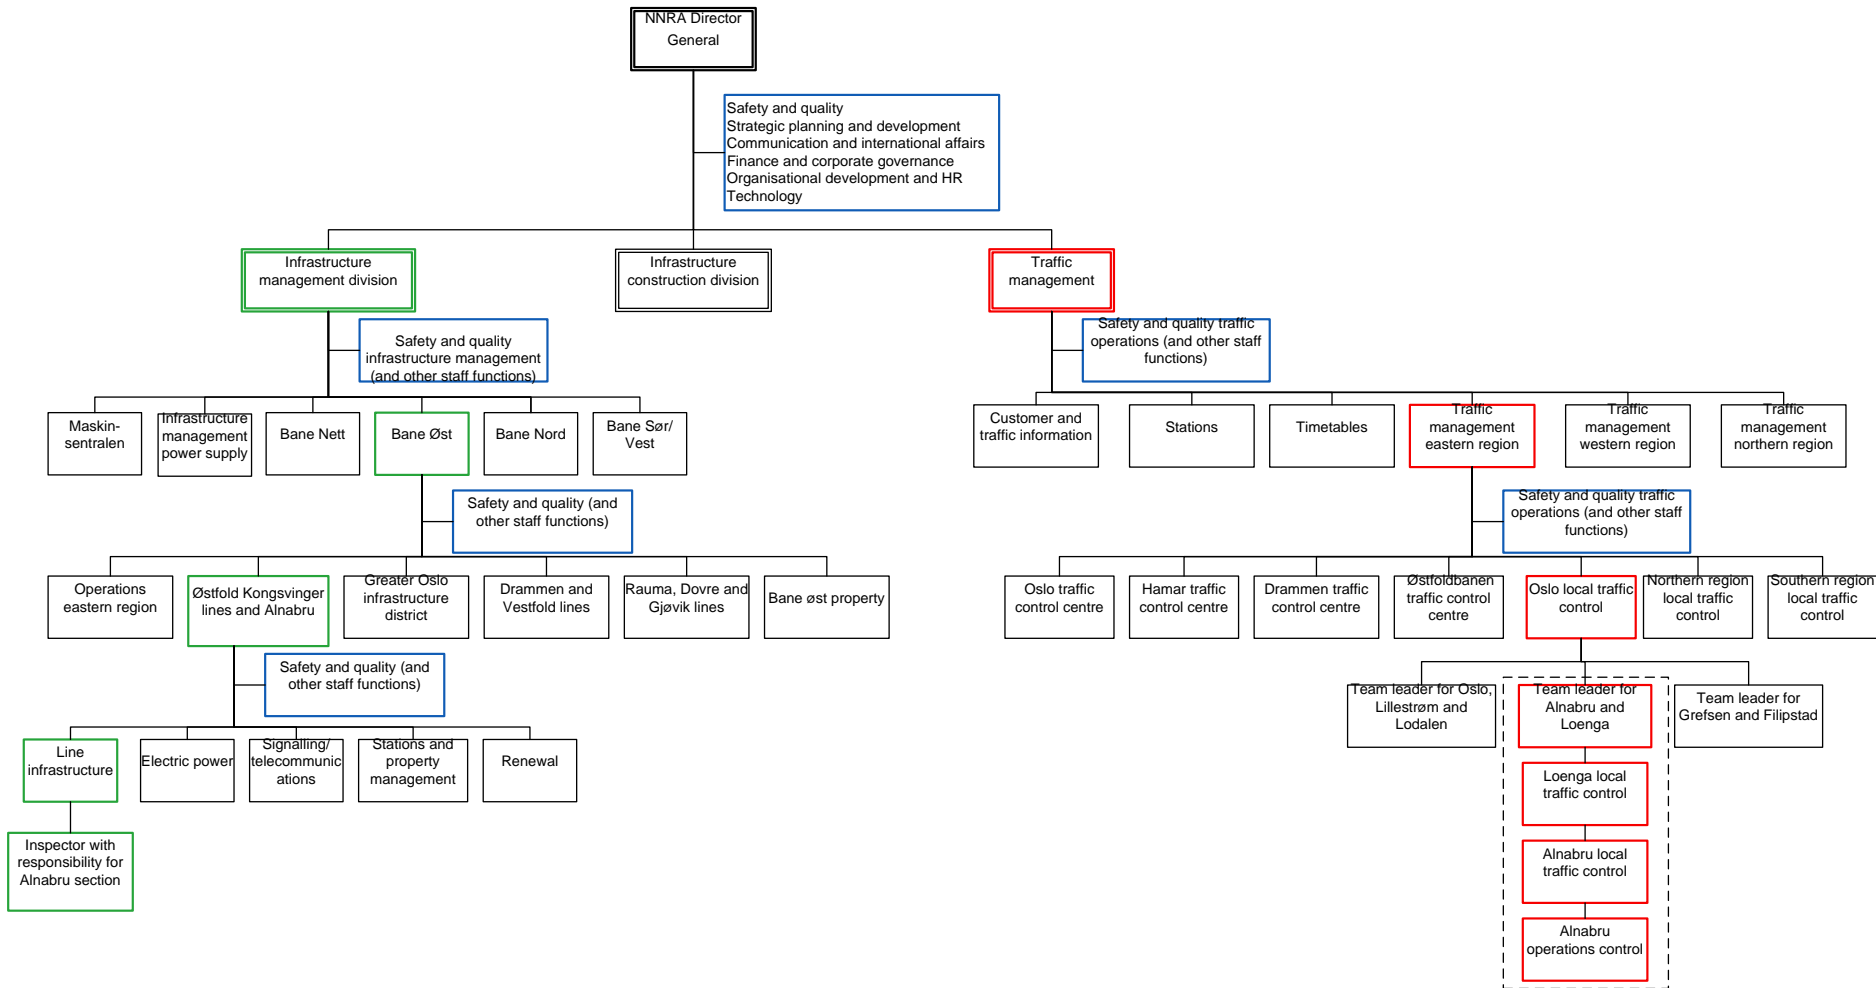 NNRA Director
General
Safety and quality
Strategic planning and development
Communication and international affairs
Finance and corporate governance
Organisational development and HR
Technology
Infrastructure
management division
Infrastructure
construction division
Traffic
management
Safety and quality
infrastructure management
(and other staff functions)
Safety and quality traffic
operations (and other staff
functions)
Maskin-
sentralen
Infrastructure
management
power supply
Bane Nett
Bane Øst
Bane Nord
Bane Sør/
Vest
Customer and
traffic information
Stations
Timetables
Traffic
management
eastern region
Traffic
management
western region
Traffic
management
northern region
Safety and quality (and
other staff functions)
Safety and quality traffic
operations (and other staff
functions)
Operations
eastern region
Østfold Kongsvinger
lines and Alnabru
Greater Oslo
infrastructure
district
Drammen and
Vestfold lines
Rauma, Dovre and
Gjøvik lines
Bane øst property
Oslo traffic
control centre
Hamar traffic
control centre
Drammen traffic
control centre
Østfoldbanen
traffic control
centre
Oslo local traffic
control
Northern region
local traffic
control
Southern region
local traffic
control
Safety and quality (and
other staff functions)
Team leader for Oslo,
Lillestrøm and
Lodalen
Team leader for
Alnabru and
Loenga
Team leader for
Grefsen and Filipstad
Line
infrastructure
Electric power
Signalling/
telecommunic
ations
Stations and
property
management
Renewal
Loenga local
traffic control
Inspector with
responsibility for
Alnabru section
Alnabru local
traffic control
Alnabru
operations control